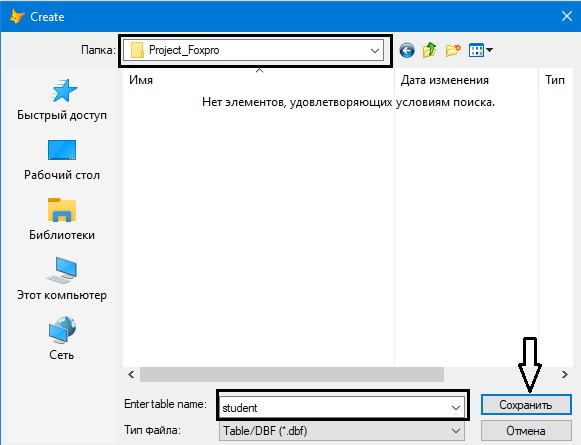 Create
Папка: Project_Foxpro
Имя Дата изменения Тип
Нет элементов, удовлетворяющих условиям поиска.
Быстрый доступ
Рабочий стол
Библиотеки
Этот компьютер
Сеть
Enter table name: student Сохранить
Тип файла: Table/DBF (*.dbf) Отмена